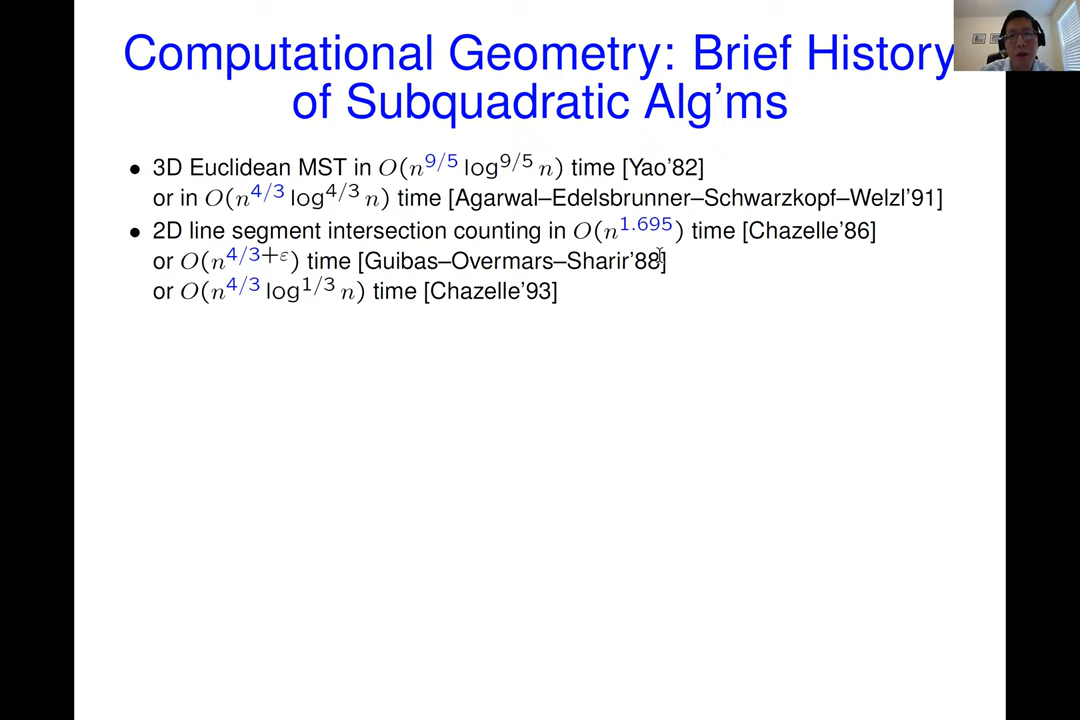 Computational Geometry: Brief History
of Subquadratic Alg'ms
• 3D Euclidean MST in O(n^{9/5} log^{9/5} n) time [Yao'82]
or in O(n^{4/3} log^{4/3} n) time [Agarwal–Edelsbrunner–Schwarzkopf–Welzl'91]
• 2D line segment intersection counting in O(n^{1.695}) time [Chazelle'86]
or O(n^{4/3+ε}) time [Guibas–Overmars–Sharir'88]
or O(n^{4/3} log^{1/3} n) time [Chazelle'93]